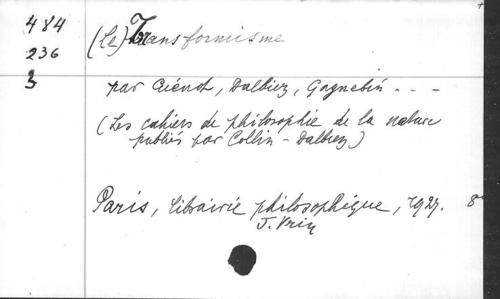 484
236
3
(Le) Transformisme
par Cuénot, Dalbiez, Gagnebin - - -
(Les cahiers de philosophie de la nature
publiés par Collin - Dalbiez)
Paris, Librairie philosophique, 1927. 8°
J. Vrin